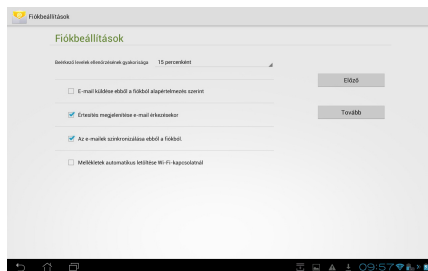 Fiókbeállítások
Fiókbeállítások
Beérkező levelek ellenőrzésének gyakorisága 15 percenként
Előző
E-mail küldése ebből a fiókból alapértelmezés szerint
Értesítés megjelenítése e-mail érkezésekor
Tovább
Az e-mailek szinkronizálása ebből a fiókból.
Mellékletek automatikus letöltése Wi-Fi-kapcsolatnál
09:57